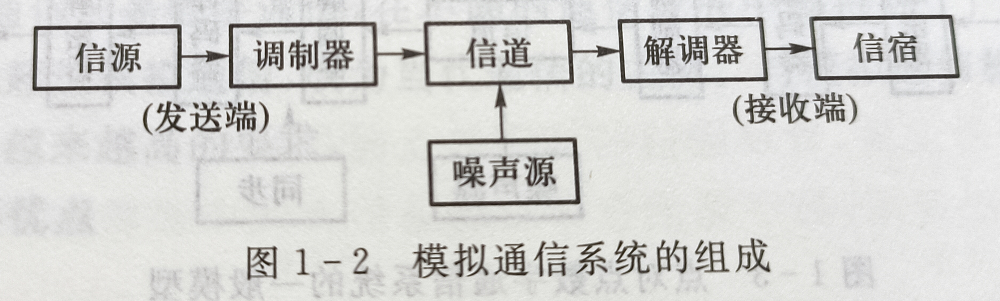 信源 调制器 信道 解调器 信宿
(发送端) (接收端)
噪声源
图 1-2 模拟通信系统的组成